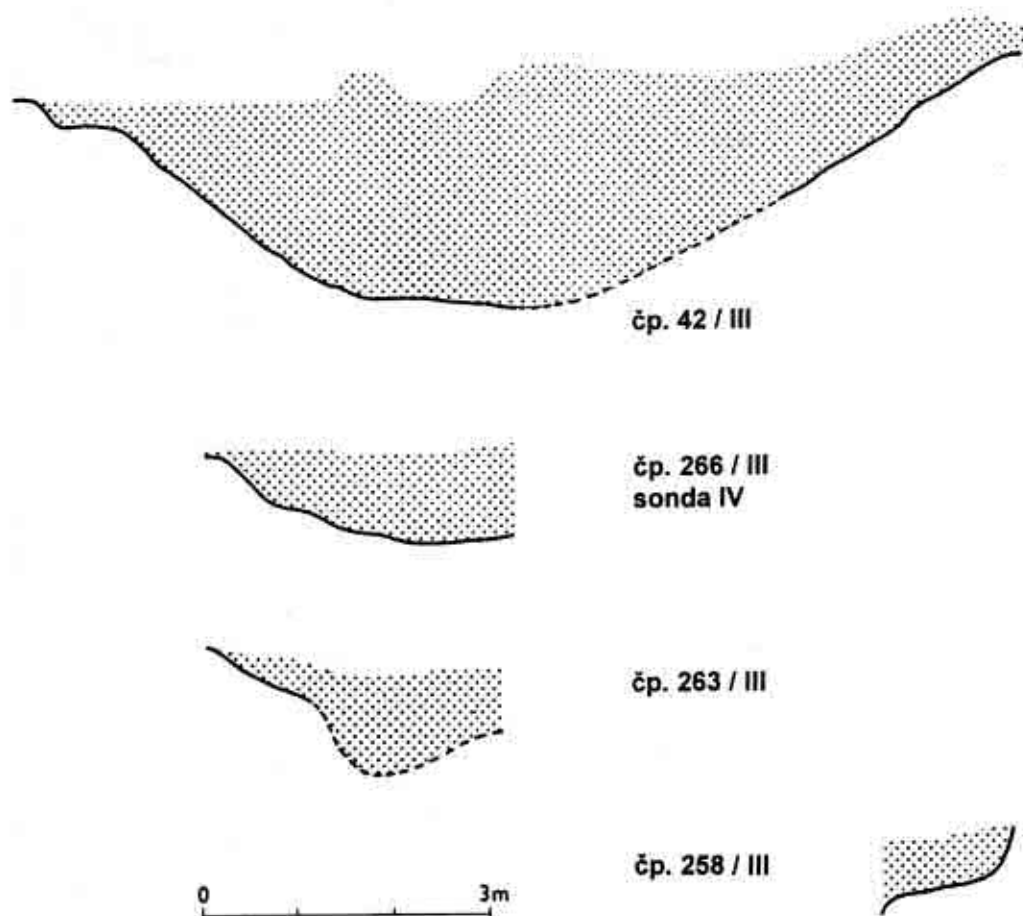 čp. 42 / III
čp. 266 / III
sonda IV
čp. 263 / III
čp. 258 / III
0 3m